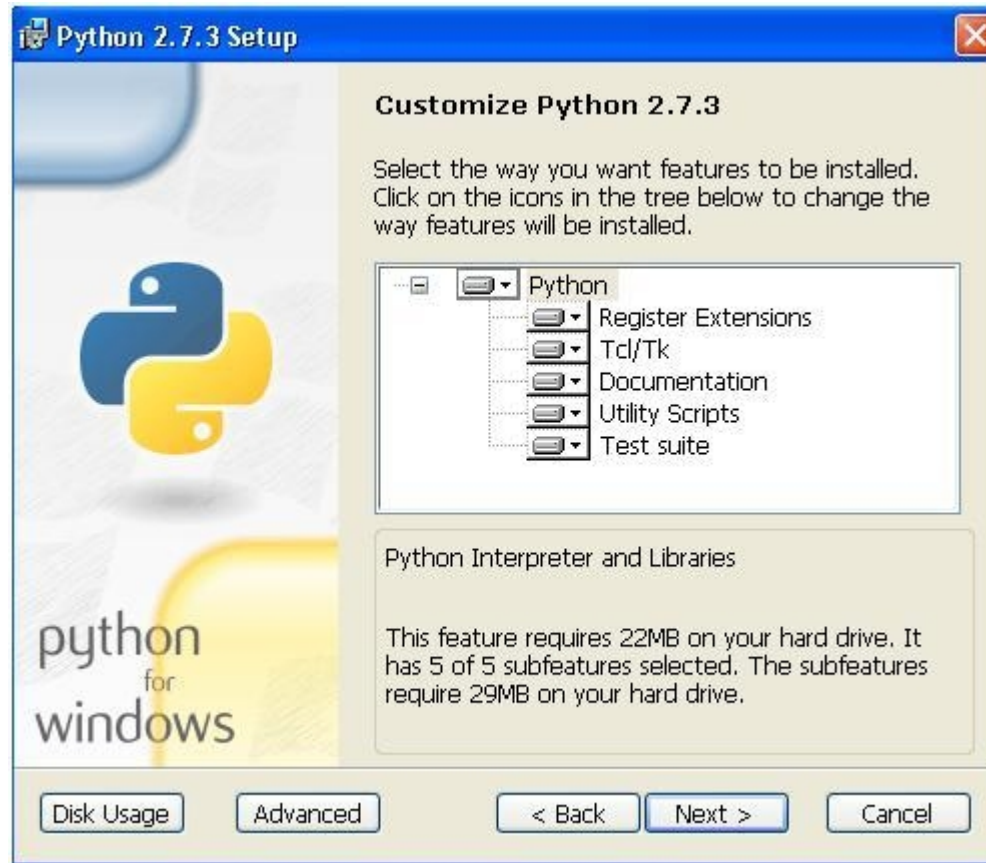 Python 2.7.3 Setup
Customize Python 2.7.3
Select the way you want features to be installed.
Click on the icons in the tree below to change the
way features will be installed.
Python
Register Extensions
Tcl/Tk
Documentation
Utility Scripts
Test suite
Python Interpreter and Libraries
This feature requires 22MB on your hard drive. It
has 5 of 5 subfeatures selected. The subfeatures
require 29MB on your hard drive.
python
for
windows
Disk Usage
Advanced
< Back
Next >
Cancel